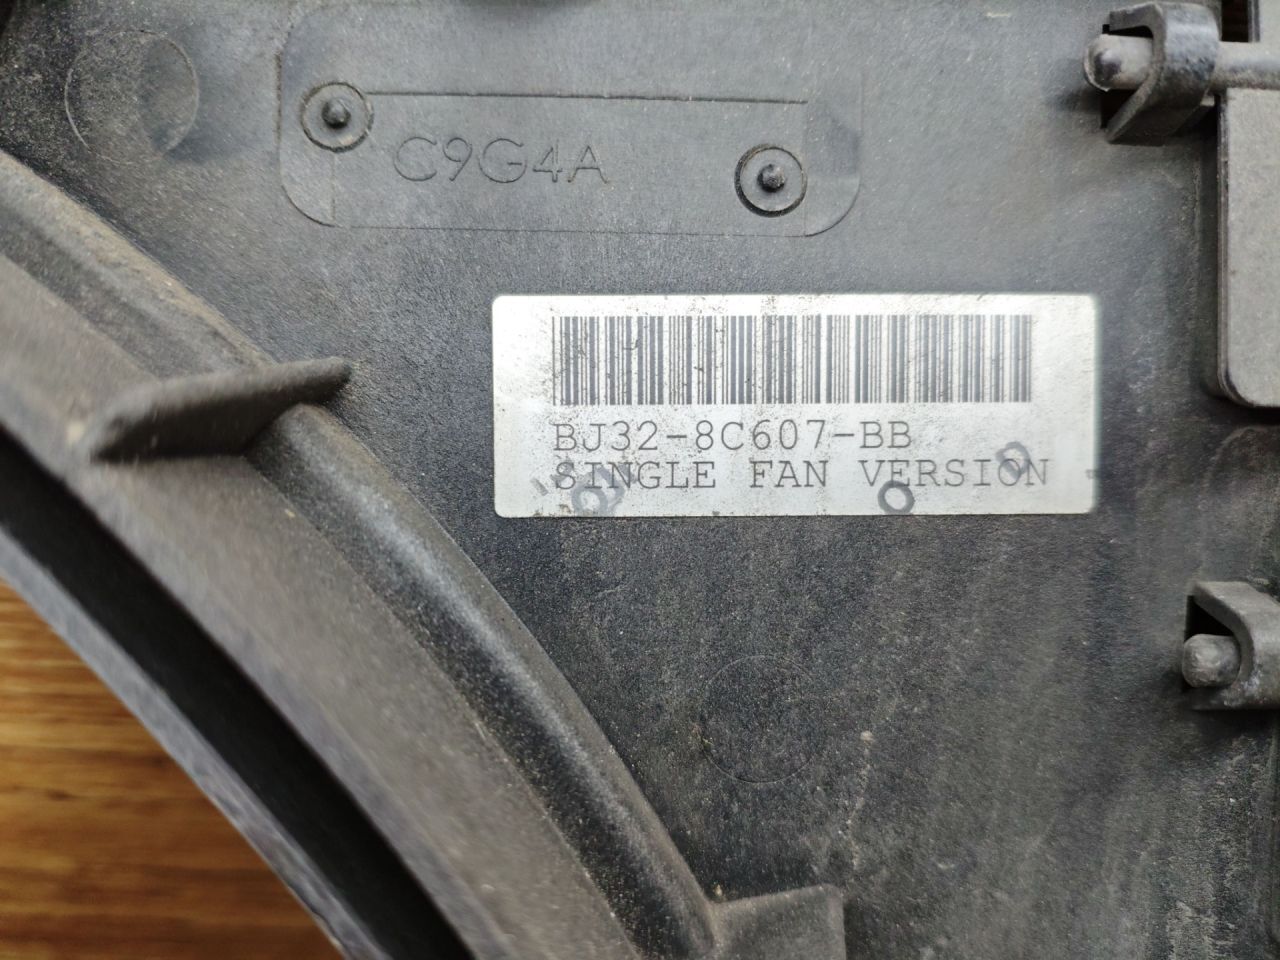 C9G4A
BJ32-8C607-BB
SINGLE FAN VERSION